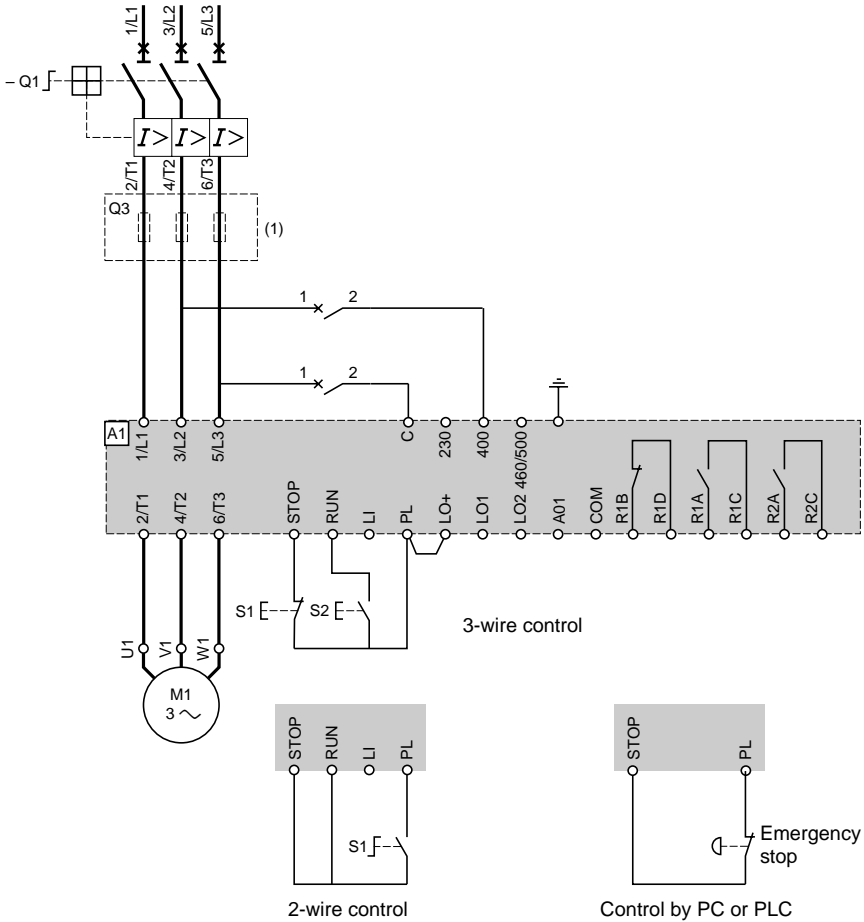 1/L1
3/L2
5/L3
– Q1
I>
I>
I>
2/T1
4/T2
6/T3
Q3
(1)
1
2
1
2
A1
1/L1
3/L2
5/L3
C
230
400
460/500
2/T1
4/T2
6/T3
STOP
RUN
LI
PL
LO+
LO1
LO2
A01
COM
R1B
R1D
R1A
R1C
R2A
R2C
S1
S2
3-wire control
U1
V1
W1
M1
3
STOP
RUN
LI
PL
S1
2-wire control
STOP
PL
Emergency
stop
Control by PC or PLC